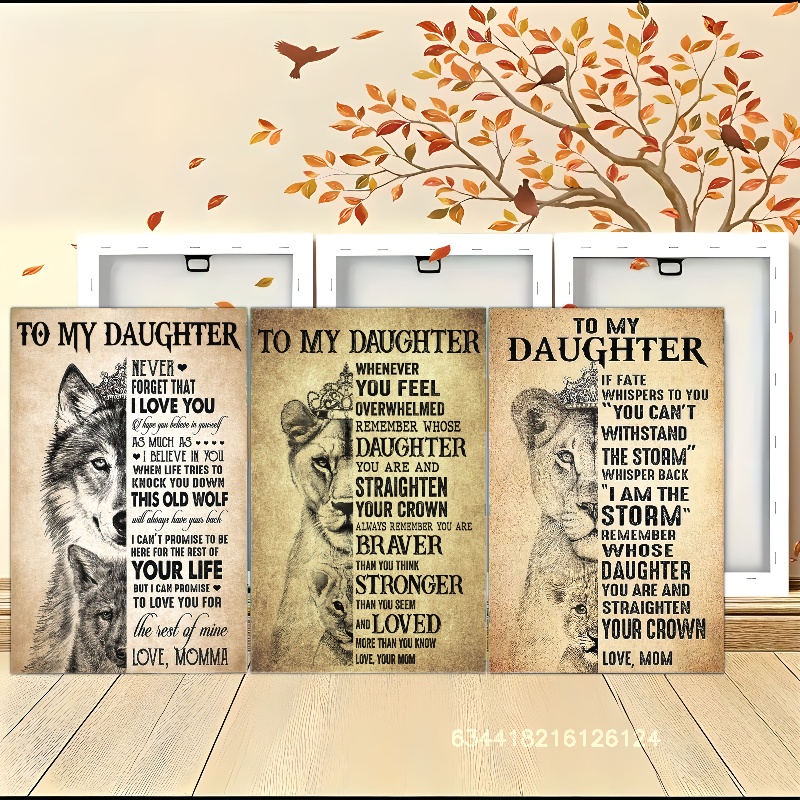 TO MY DAUGHTER
NEVER ♥
FORGET THAT
I LOVE YOU
I hope you believe in yourself
AS MUCH AS ••••
♥ I BELIEVE IN YOU
WHEN LIFE TRIES TO
KNOCK YOU DOWN
THIS OLD WOLF
will always have your back
I CAN'T PROMISE TO BE
HERE FOR THE REST OF
YOUR LIFE
BUT I CAN PROMISE ♥
TO LOVE YOU FOR
the rest of mine
LOVE, MOMMA
TO MY DAUGHTER
WHENEVER
YOU FEEL
OVERWHELMED
REMEMBER WHOSE
DAUGHTER
YOU ARE AND
STRAIGHTEN
YOUR CROWN
ALWAYS REMEMBER YOU ARE
BRAVER
THAN YOU THINK
STRONGER
THAN YOU SEEM
AND LOVED
MORE THAN YOU KNOW
LOVE, YOUR MOM
TO MY
DAUGHTER
IF FATE
WHISPERS TO YOU
"YOU CAN'T
WITHSTAND
THE STORM"
WHISPER BACK
"I AM THE
STORM"
REMEMBER
WHOSE
DAUGHTER
YOU ARE AND
STRAIGHTEN
YOUR CROWN
LOVE, MOM
634418216126124